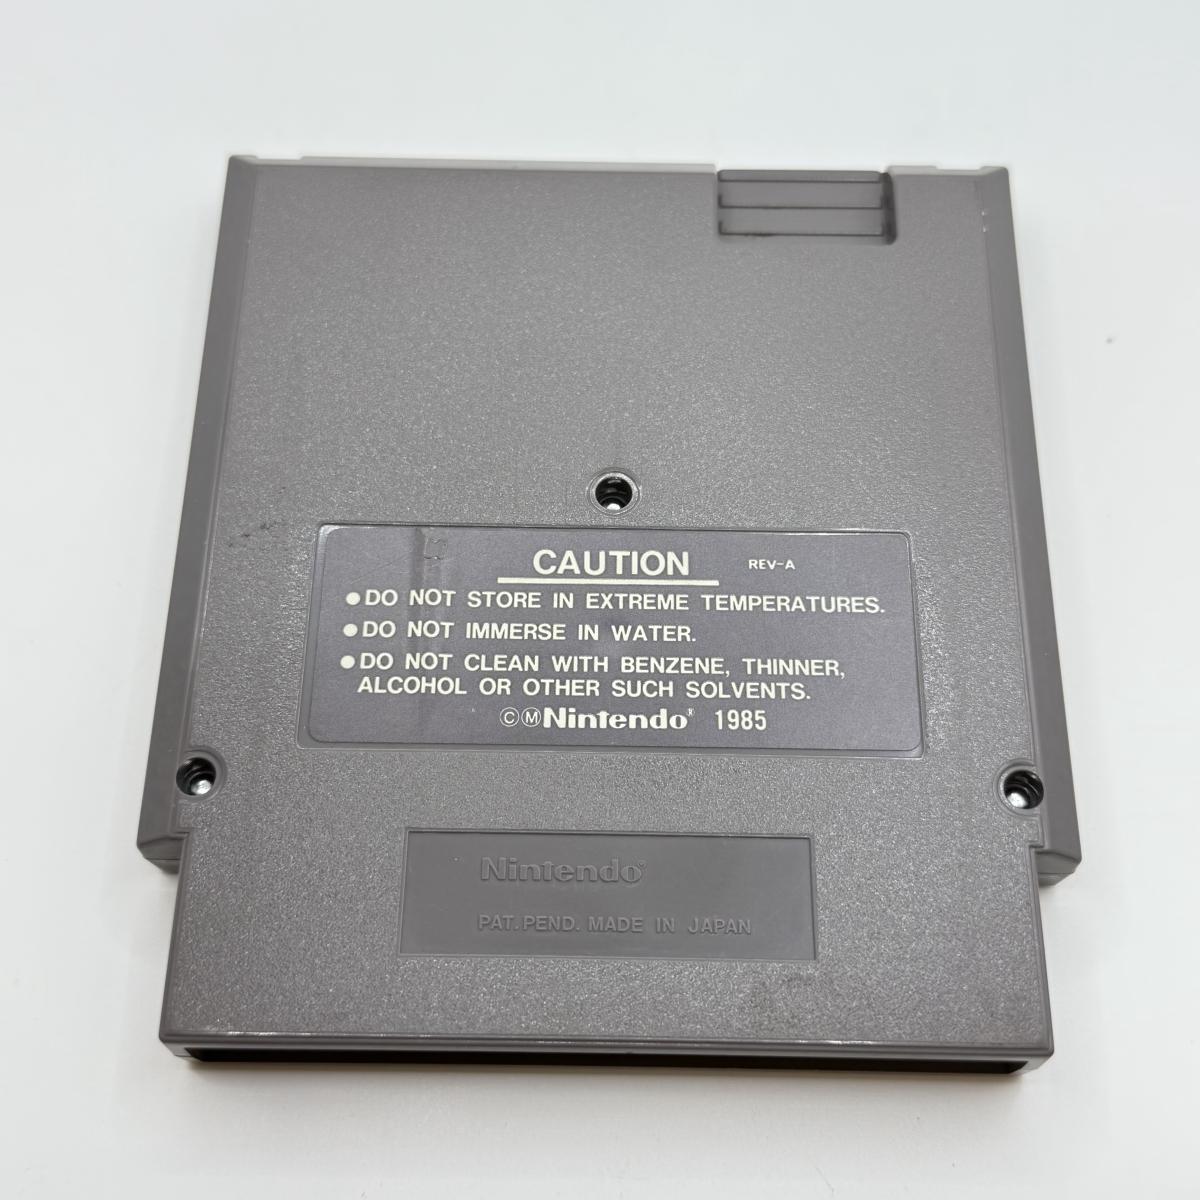 CAUTION REV-A
●DO NOT STORE IN EXTREME TEMPERATURES.
●DO NOT IMMERSE IN WATER.
●DO NOT CLEAN WITH BENZENE, THINNER,
ALCOHOL OR OTHER SUCH SOLVENTS.
©ⓂNintendo® 1985
Nintendo®
PAT. PEND. MADE IN JAPAN